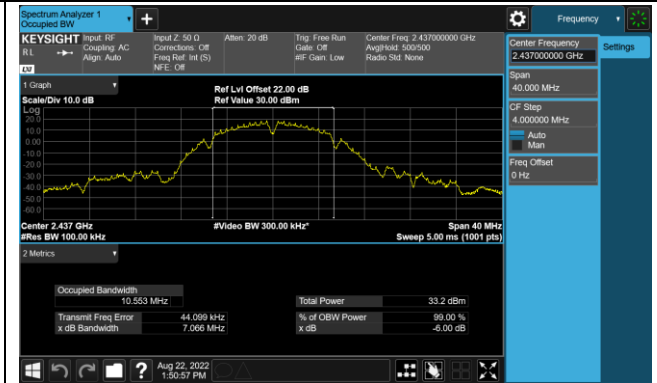 Spectrum Analyzer 1
Occupied BW
Frequency
KEYSIGHT
Input: RF
Coupling: AC
Align: Auto
R L
LXI
Input Z: 50 Ω
Corrections: Off
Freq Ref: Int (S)
NFE: Off
Atten: 20 dB
Trig: Free Run
Gate: Off
#IF Gain: Low
Center Freq: 2.437000000 GHz
Avg|Hold: 500/500
Radio Std: None
Center Frequency
2.437000000 GHz
Settings
Span
40.000 MHz
CF Step
4.000000 MHz
Auto
Man
Freq Offset
0 Hz
1 Graph
Scale/Div 10.0 dB
Ref Lvl Offset 22.00 dB
Ref Value 30.00 dBm
Log
20.0
10.0
0.00
-10.0
-20.0
-30.0
-40.0
-50.0
-60.0
Center 2.437 GHz
#Res BW 100.00 kHz
#Video BW 300.00 kHz*
Span 40 MHz
Sweep 5.00 ms (1001 pts)
2 Metrics
Occupied Bandwidth
10.553 MHz
Total Power
33.2 dBm
Transmit Freq Error
44.099 kHz
% of OBW Power
99.00 %
x dB Bandwidth
7.066 MHz
x dB
-6.00 dB
?
Aug 22, 2022
1:50:57 PM